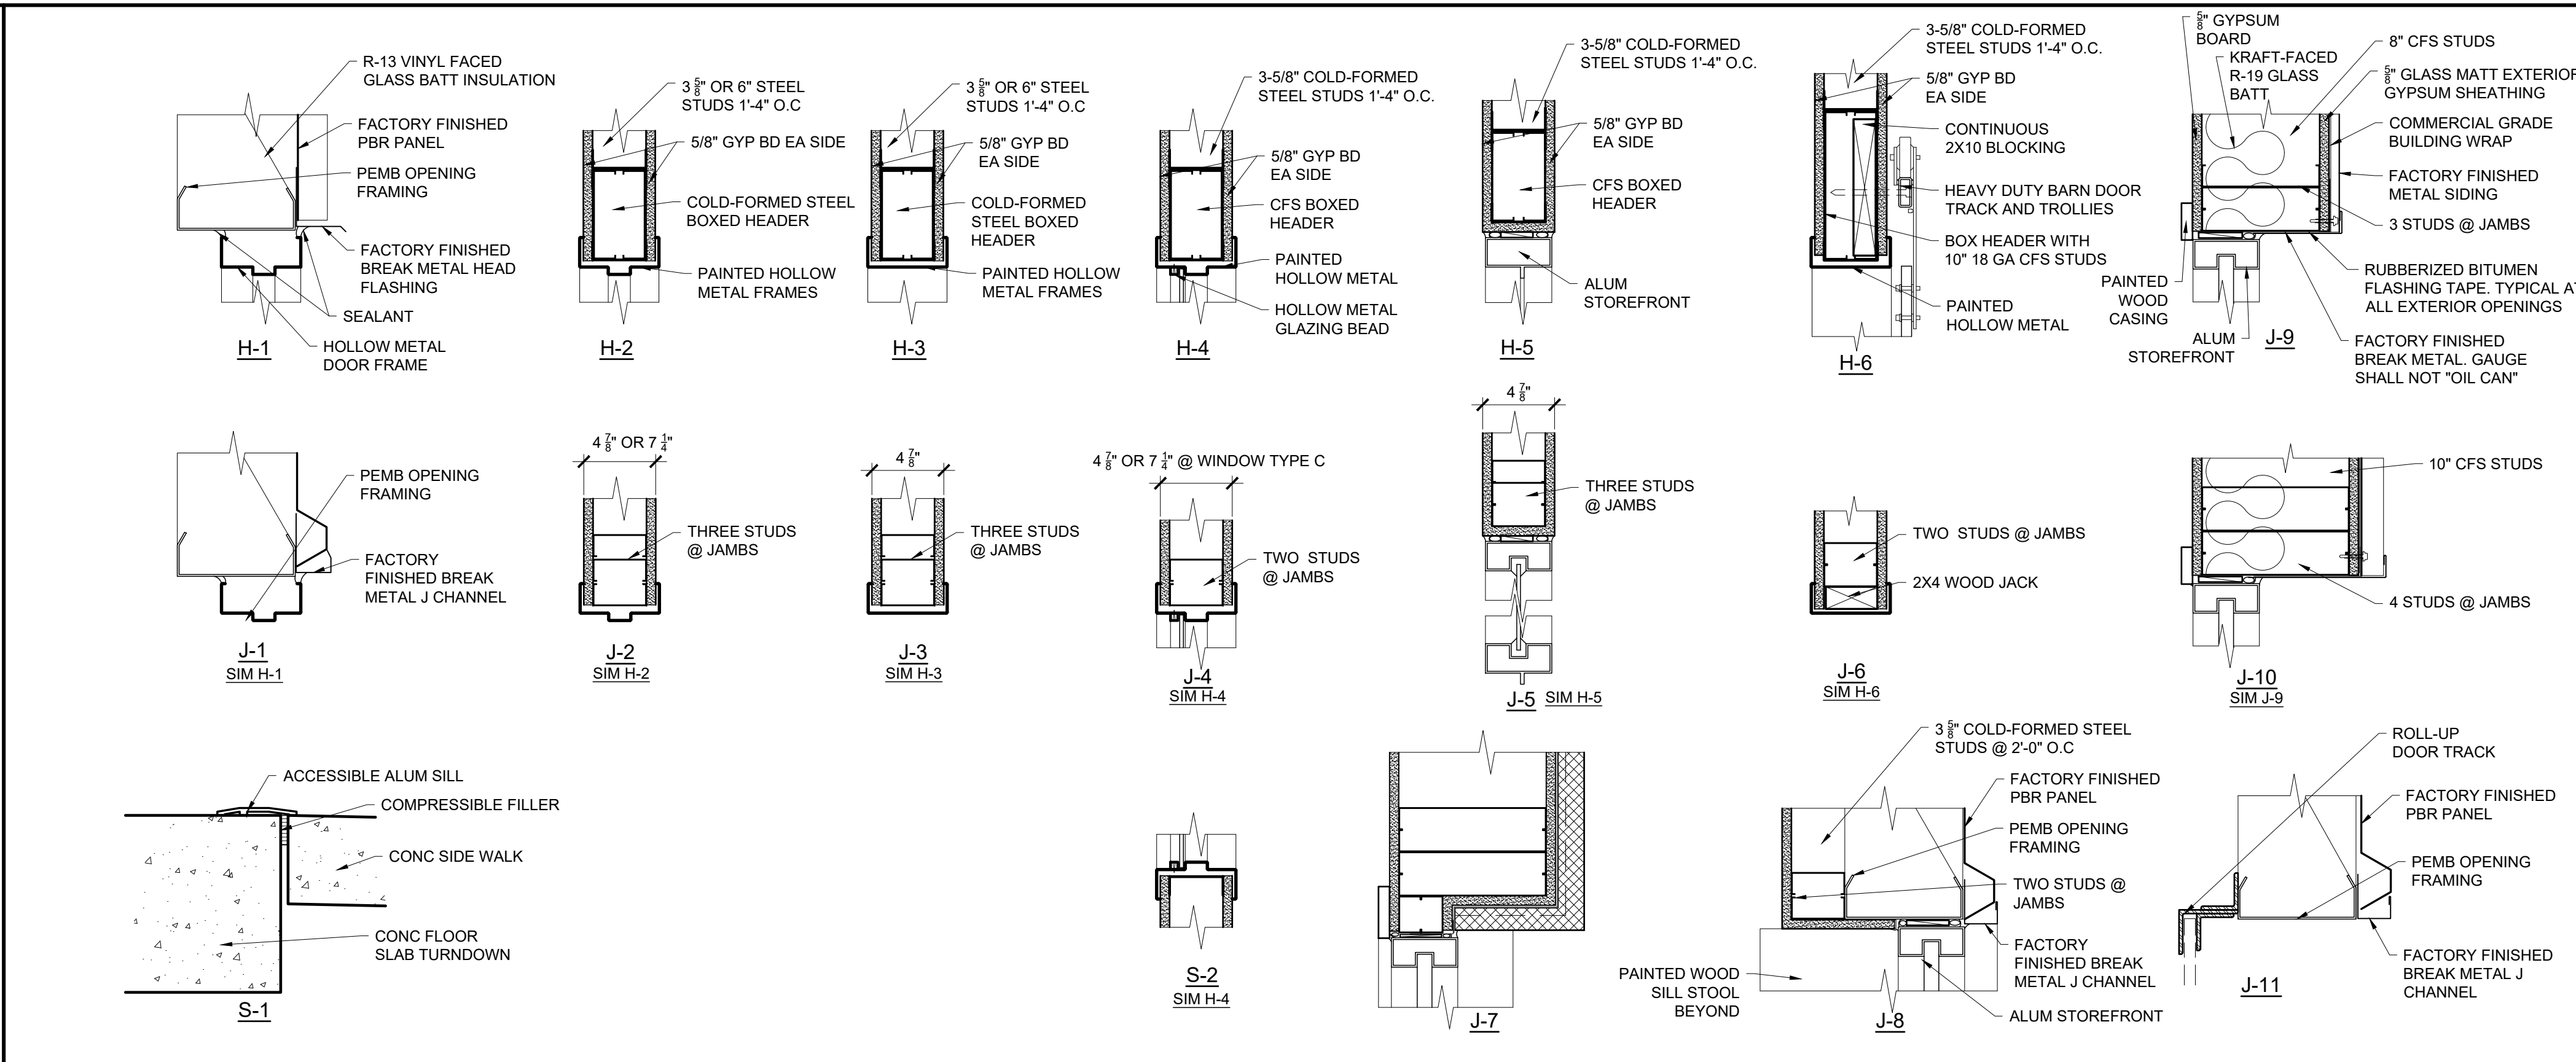 R-13 VINYL FACED
GLASS BATT INSULATION
FACTORY FINISHED
PBR PANEL
PEMB OPENING
FRAMING
FACTORY FINISHED
BREAK METAL HEAD
FLASHING
SEALANT
HOLLOW METAL
DOOR FRAME
H-1
3 5/8" OR 6" STEEL
STUDS 1'-4" O.C
5/8" GYP BD EA SIDE
COLD-FORMED STEEL
BOXED HEADER
PAINTED HOLLOW
METAL FRAMES
H-2
3 5/8" OR 6" STEEL
STUDS 1'-4" O.C
5/8" GYP BD
EA SIDE
COLD-FORMED
STEEL BOXED
HEADER
PAINTED HOLLOW
METAL FRAMES
H-3
3-5/8" COLD-FORMED
STEEL STUDS 1'-4" O.C.
5/8" GYP BD
EA SIDE
CFS BOXED
HEADER
PAINTED
HOLLOW METAL
HOLLOW METAL
GLAZING BEAD
H-4
3-5/8" COLD-FORMED
STEEL STUDS 1'-4" O.C.
5/8" GYP BD
EA SIDE
CFS BOXED
HEADER
ALUM
STOREFRONT
H-5
3-5/8" COLD-FORMED
STEEL STUDS 1'-4" O.C.
5/8" GYP BD
EA SIDE
CONTINUOUS
2X10 BLOCKING
HEAVY DUTY BARN DOOR
TRACK AND TROLLIES
BOX HEADER WITH
10" 18 GA CFS STUDS
PAINTED
HOLLOW METAL
H-6
5/8" GYPSUM
BOARD
KRAFT-FACED
R-19 GLASS
BATT
8" CFS STUDS
5/8" GLASS MATT EXTERIOR
GYPSUM SHEATHING
COMMERCIAL GRADE
BUILDING WRAP
FACTORY FINISHED
METAL SIDING
3 STUDS @ JAMBS
RUBBERIZED BITUMEN
FLASHING TAPE. TYPICAL AT
ALL EXTERIOR OPENINGS
PAINTED
WOOD
CASING
ALUM
STOREFRONT
FACTORY FINISHED
BREAK METAL. GAUGE
SHALL NOT "OIL CAN"
J-9
PEMB OPENING
FRAMING
FACTORY
FINISHED BREAK
METAL J CHANNEL
J-1
SIM H-1
4 7/8" OR 7 1/4"
THREE STUDS
@ JAMBS
J-2
SIM H-2
4 7/8"
THREE STUDS
@ JAMBS
J-3
SIM H-3
4 7/8" OR 7 1/4" @ WINDOW TYPE C
TWO STUDS
@ JAMBS
J-4
SIM H-4
4 7/8"
THREE STUDS
@ JAMBS
J-5 SIM H-5
TWO STUDS @ JAMBS
2X4 WOOD JACK
J-6
SIM H-6
10" CFS STUDS
4 STUDS @ JAMBS
J-10
SIM J-9
ACCESSIBLE ALUM SILL
COMPRESSIBLE FILLER
CONC SIDE WALK
CONC FLOOR
SLAB TURNDOWN
S-1
S-2
SIM H-4
J-7
3 5/8" COLD-FORMED STEEL
STUDS @ 2'-0" O.C
FACTORY FINISHED
PBR PANEL
PEMB OPENING
FRAMING
TWO STUDS @
JAMBS
FACTORY
FINISHED BREAK
METAL J CHANNEL
ALUM STOREFRONT
PAINTED WOOD
SILL STOOL
BEYOND
J-8
ROLL-UP
DOOR TRACK
FACTORY FINISHED
PBR PANEL
PEMB OPENING
FRAMING
FACTORY FINISHED
BREAK METAL J
CHANNEL
J-11